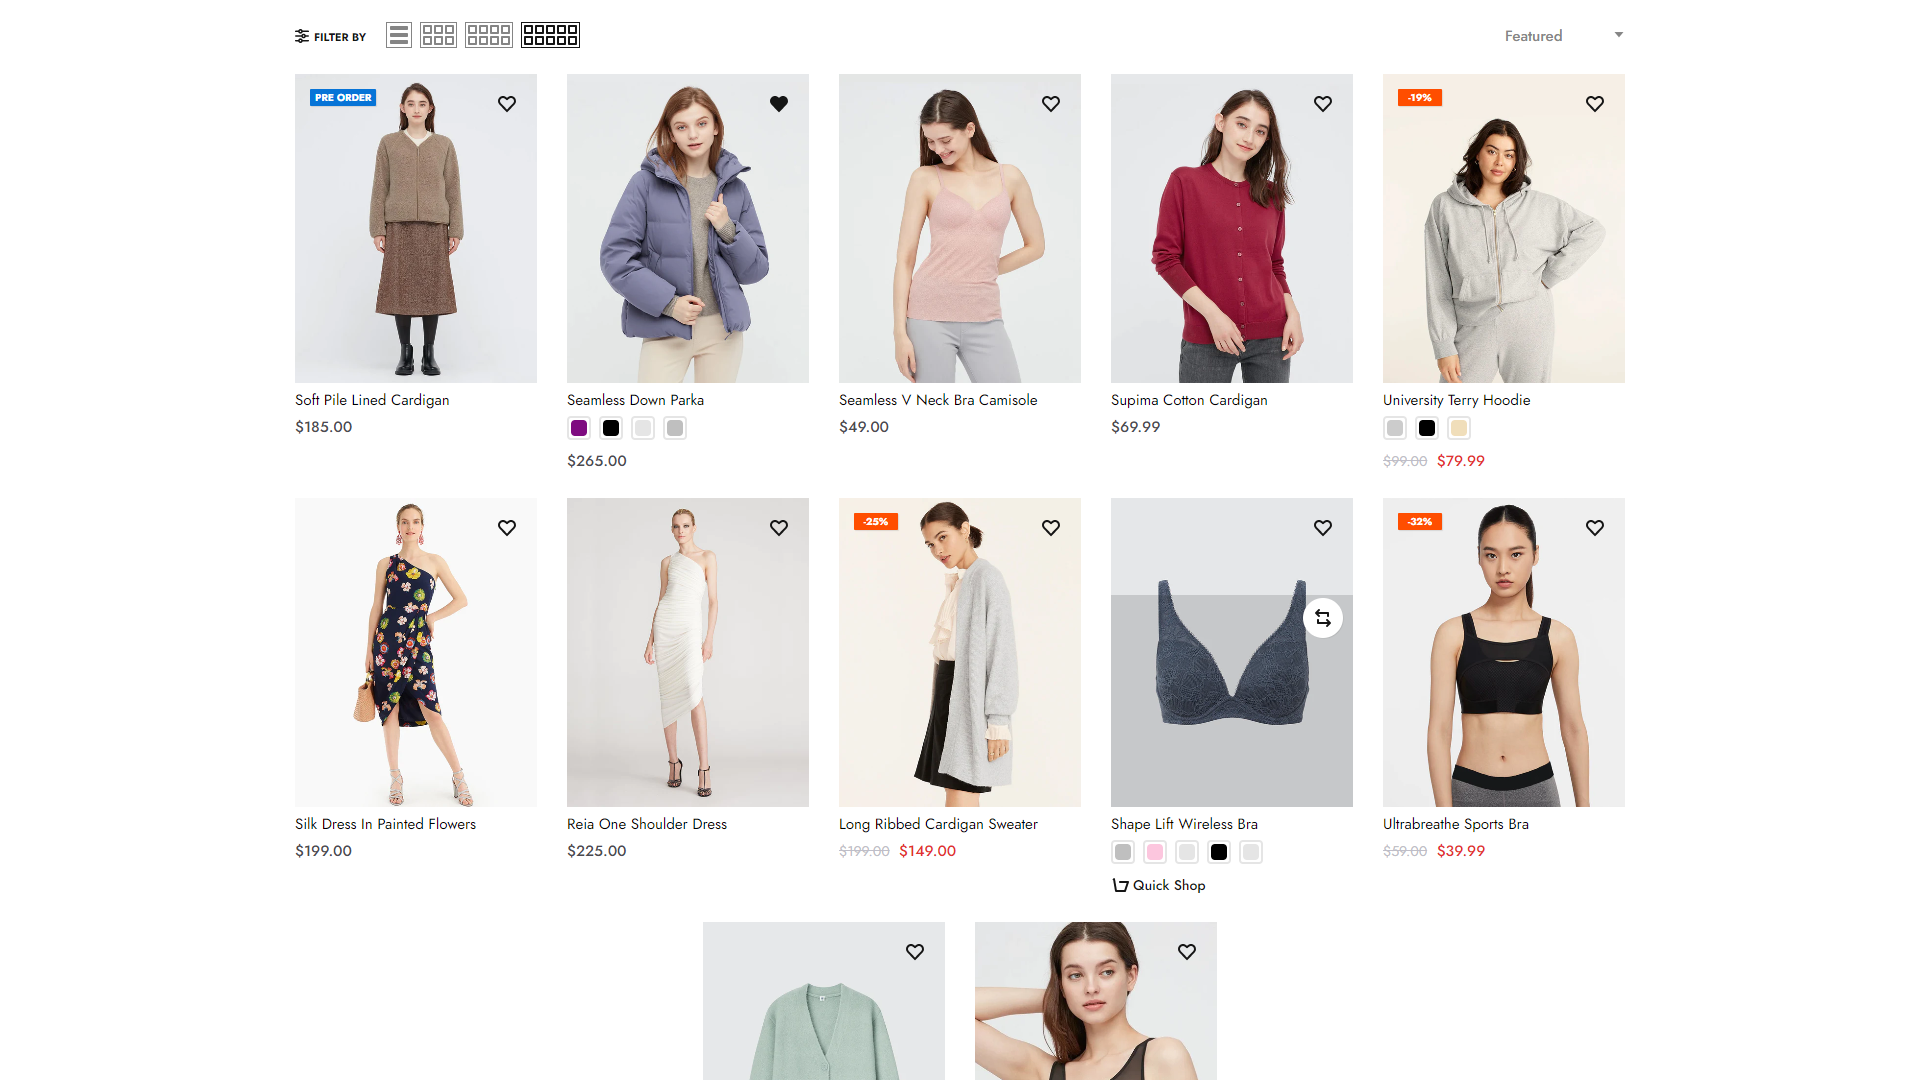 FILTER BY
Featured
PRE ORDER
-19%
Soft Pile Lined Cardigan
$185.00
Seamless Down Parka
$265.00
Seamless V Neck Bra Camisole
$49.00
Supima Cotton Cardigan
$69.99
University Terry Hoodie
$99.00 $79.99
-25%
-32%
Silk Dress In Painted Flowers
$199.00
Reia One Shoulder Dress
$225.00
Long Ribbed Cardigan Sweater
$199.00 $149.00
Shape Lift Wireless Bra
Quick Shop
Ultrabreathe Sports Bra
$59.00 $39.99